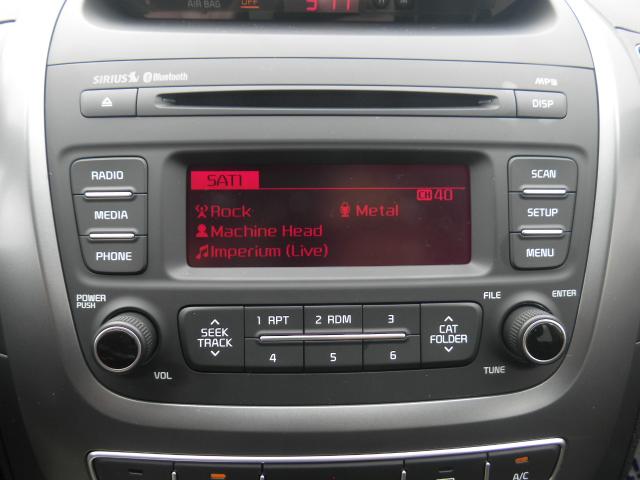 AIR BAG OFF
SIRIUS Bluetooth MP3
DISP
RADIO SAT1 SCAN
CH 40
MEDIA Rock Metal SETUP
Machine Head
PHONE Imperium (Live) MENU
POWER PUSH FILE ENTER
1 RPT 2 RDM 3
SEEK TRACK CAT FOLDER
4 5 6
VOL TUNE
A/C